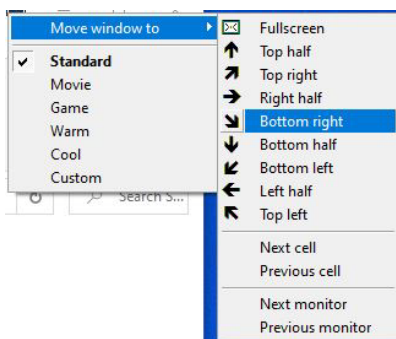 Move window to
Standard
Movie
Game
Warm
Cool
Custom
Search S...
Fullscreen
Top half
Top right
Right half
Bottom right
Bottom half
Bottom left
Left half
Top left
Next cell
Previous cell
Next monitor
Previous monitor